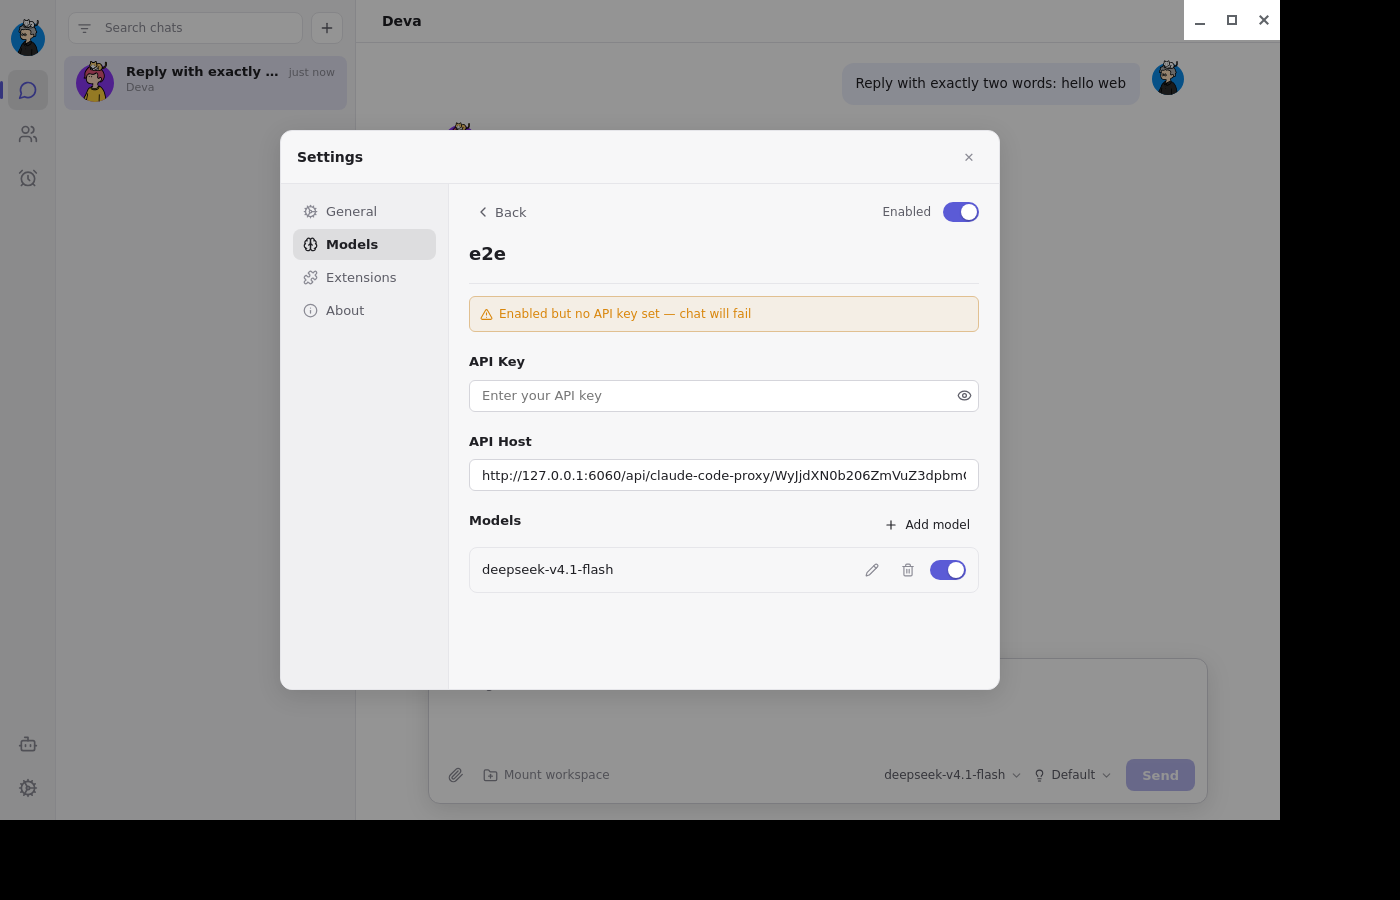 Search chats
Deva
Reply with exactly ...
just now
Deva
Reply with exactly two words: hello web
Settings
General
Models
Extensions
About
Back
Enabled
e2e
Enabled but no API key set — chat will fail
API Key
Enter your API key
API Host
http://127.0.0.1:6060/api/claude-code-proxy/WyJjdXN0b206ZmVuZ3dpbm
Models
Add model
deepseek-v4.1-flash
Mount workspace
deepseek-v4.1-flash
Default
Send